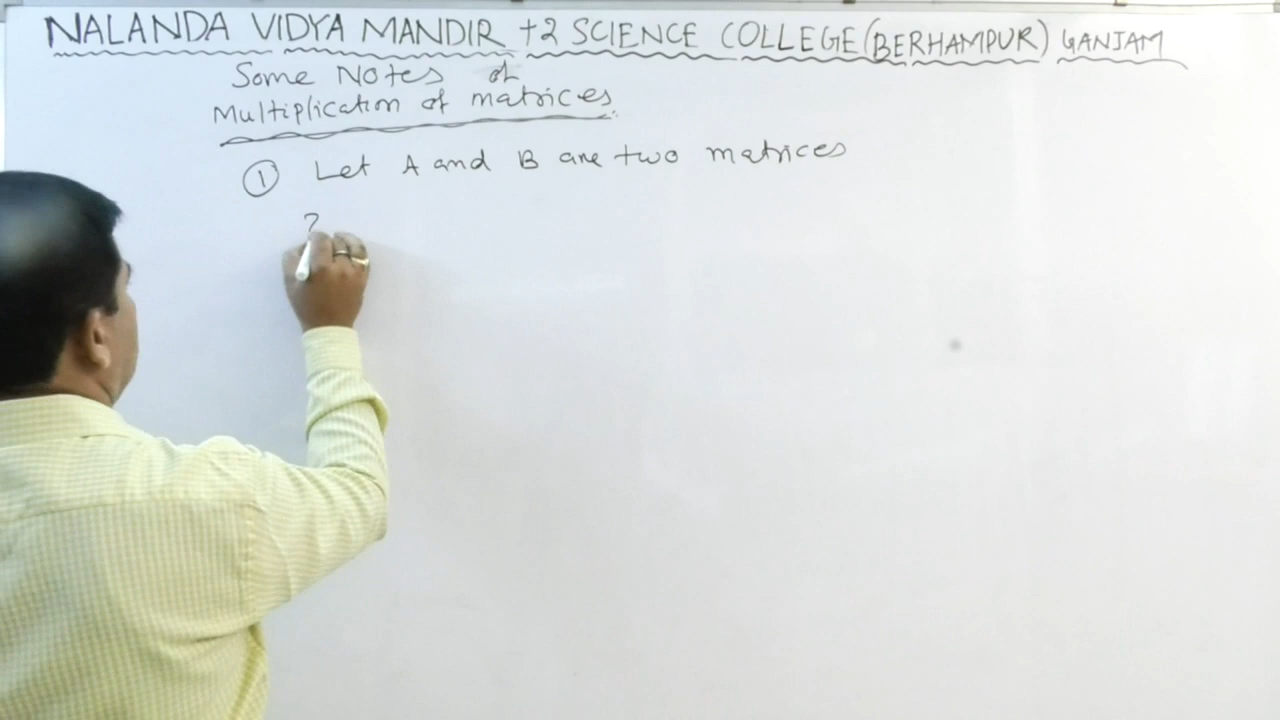 NALANDA VIDYA MANDIR +2 SCIENCE COLLEGE (BERHAMPUR) GANJAM
Some Notes of
Multiplication of matrices
① Let A and B are two matrices